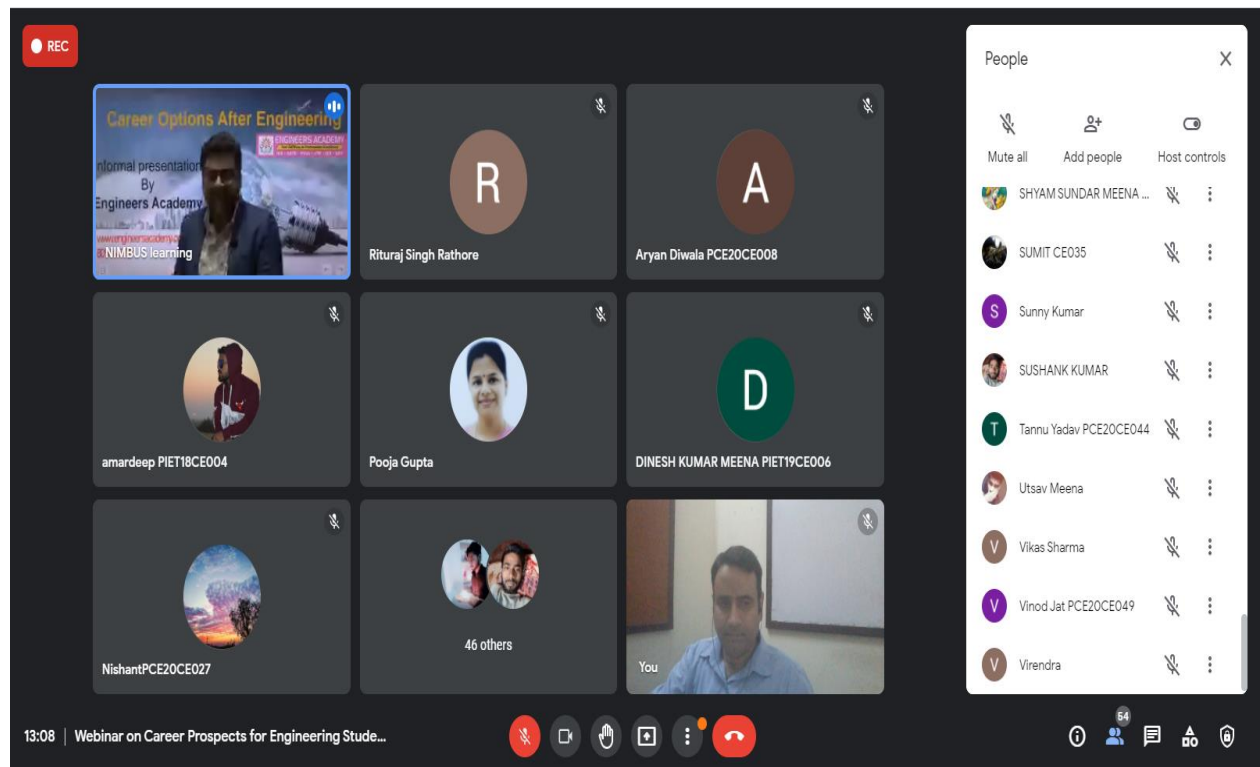 REC
Career Options After Engineering
ENGINEERS ACADEMY
Informal presentation
By
Engineers Academy
NIMBUS learning
R
Rituraj Singh Rathore
A
Aryan Diwala PCE20CE008
amardeep PIET18CE004
Pooja Gupta
D
DINESH KUMAR MEENA PIET19CE006
NishantPCE20CE027
46 others
You
People
Mute all
Add people
Host controls
SHYAM SUNDAR MEENA ...
SUMIT CE035
S
Sunny Kumar
SUSHANK KUMAR
T
Tannu Yadav PCE20CE044
Utsav Meena
V
Vikas Sharma
V
Vinod Jat PCE20CE049
V
Virendra
13:08 | Webinar on Career Prospects for Engineering Stude...
54